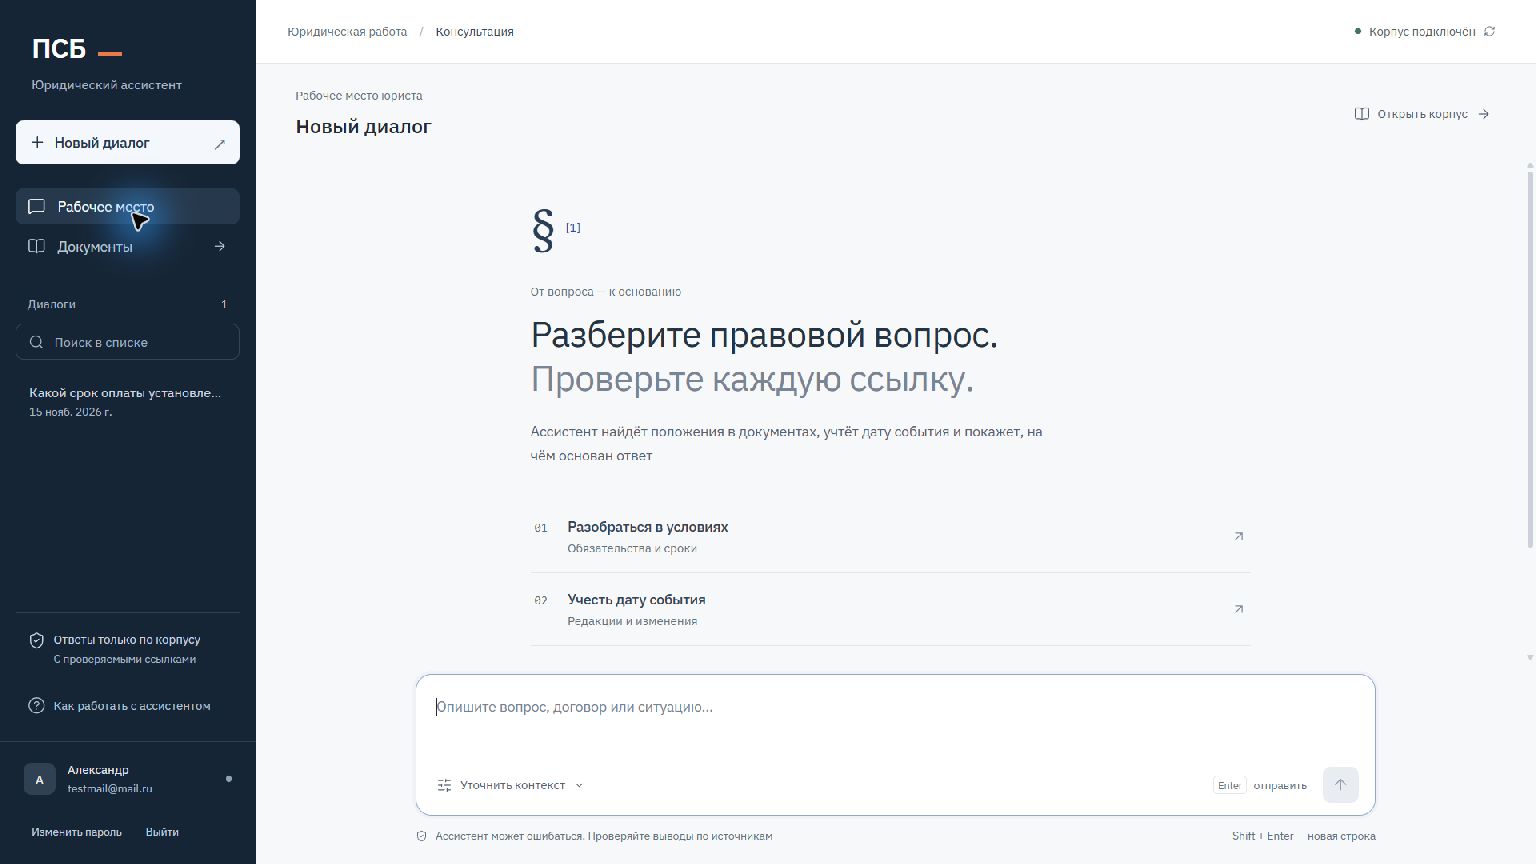 ПСБ
Юридический ассистент
Новый диалог
Рабочее место
Документы
Диалоги 1
Поиск в списке
Какой срок оплаты установле...
15 нояб. 2026 г.
Ответы только по корпусу
С проверяемыми ссылками
Как работать с ассистентом
А
Александр
testmail@mail.ru
Изменить пароль Выйти
Юридическая работа / Консультация
Корпус подключён
Рабочее место юриста
Новый диалог
Открыть корпус
§ [1]
От вопроса — к основанию
Разберите правовой вопрос.
Проверьте каждую ссылку.
Ассистент найдёт положения в документах, учтёт дату события и покажет, на
чём основан ответ
01 Разобраться в условиях
Обязательства и сроки
02 Учесть дату события
Редакции и изменения
Опишите вопрос, договор или ситуацию...
Уточнить контекст
Enter отправить
Ассистент может ошибаться. Проверяйте выводы по источникам
Shift + Enter — новая строка